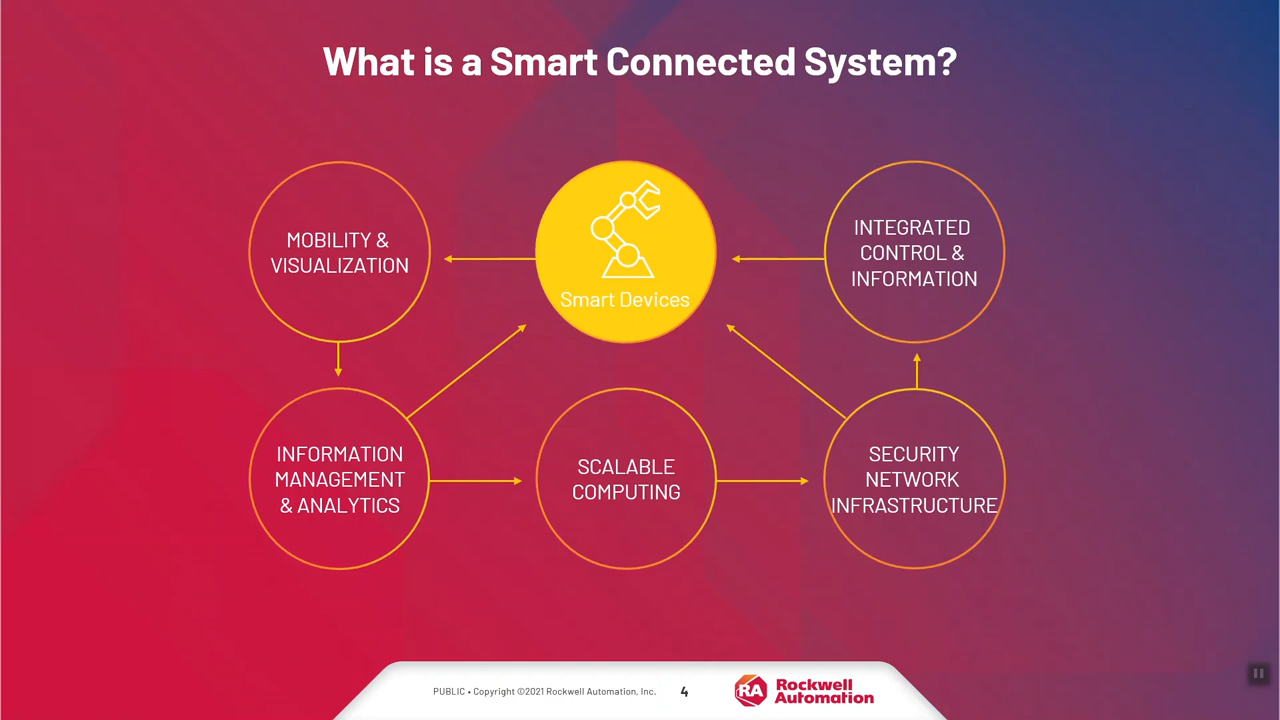 What is a Smart Connected System?
MOBILITY &
VISUALIZATION
Smart Devices
INTEGRATED
CONTROL &
INFORMATION
INFORMATION
MANAGEMENT
& ANALYTICS
SCALABLE
COMPUTING
SECURITY
NETWORK
INFRASTRUCTURE
PUBLIC • Copyright ©2021 Rockwell Automation, Inc.
4
RA
Rockwell
Automation